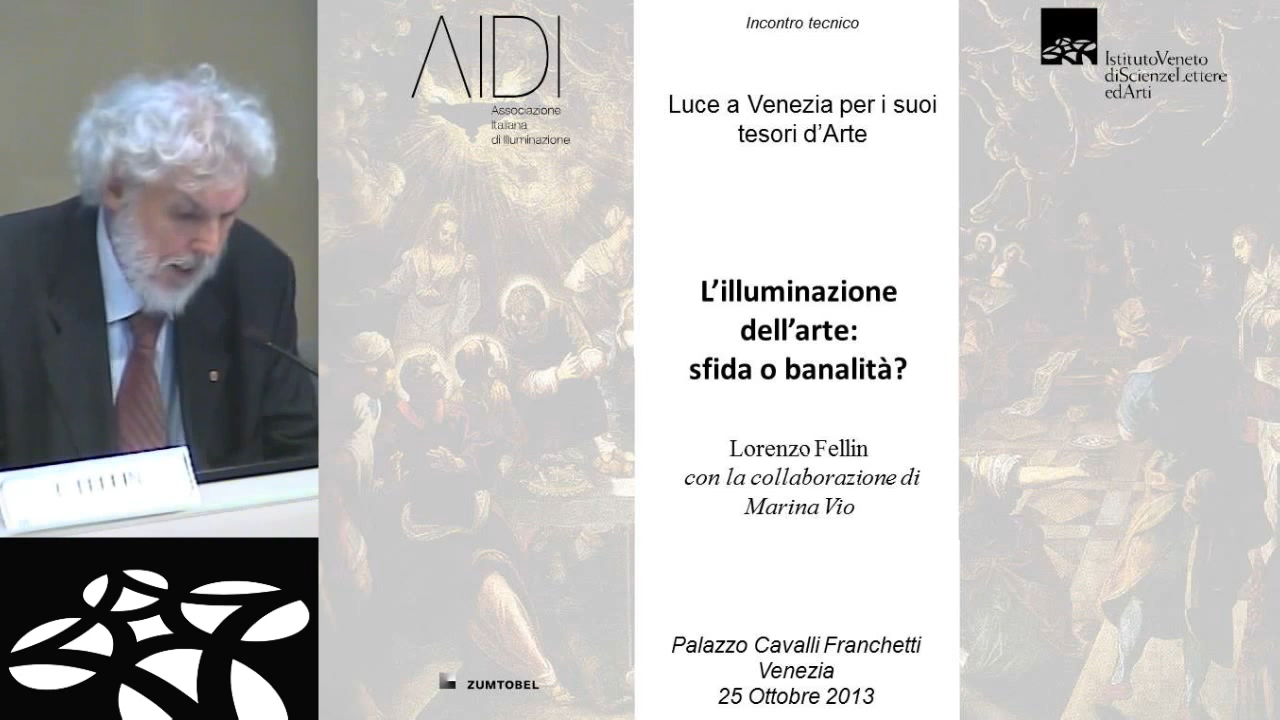 AIDI
Associazione
Italiana
di Illuminazione
Incontro tecnico
Luce a Venezia per i suoi
tesori d'Arte
IstitutoVeneto
diScienzeLettere
edArti
L'illuminazione
dell'arte:
sfida o banalità?
Lorenzo Fellin
con la collaborazione di
Marina Vio
L. FELLIN
ZUMTOBEL
Palazzo Cavalli Franchetti
Venezia
25 Ottobre 2013